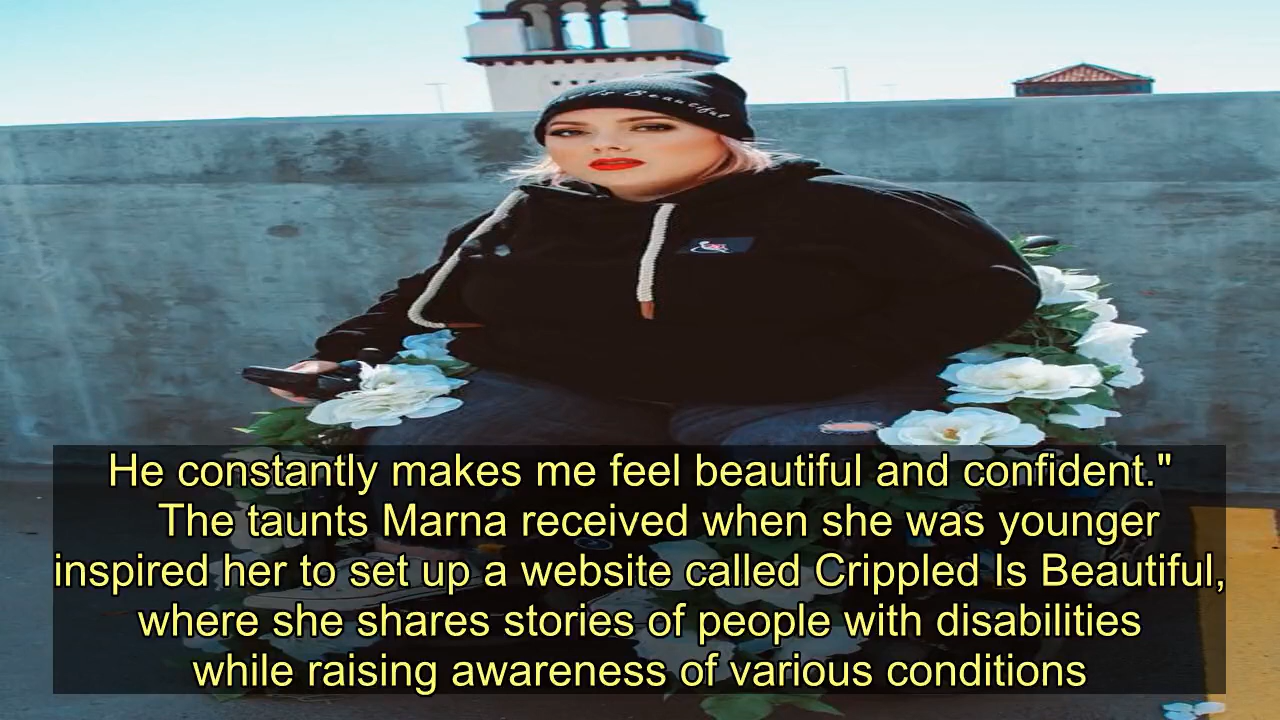 Is Beautiful
He constantly makes me feel beautiful and confident."
The taunts Marna received when she was younger
inspired her to set up a website called Crippled Is Beautiful,
where she shares stories of people with disabilities
while raising awareness of various conditions